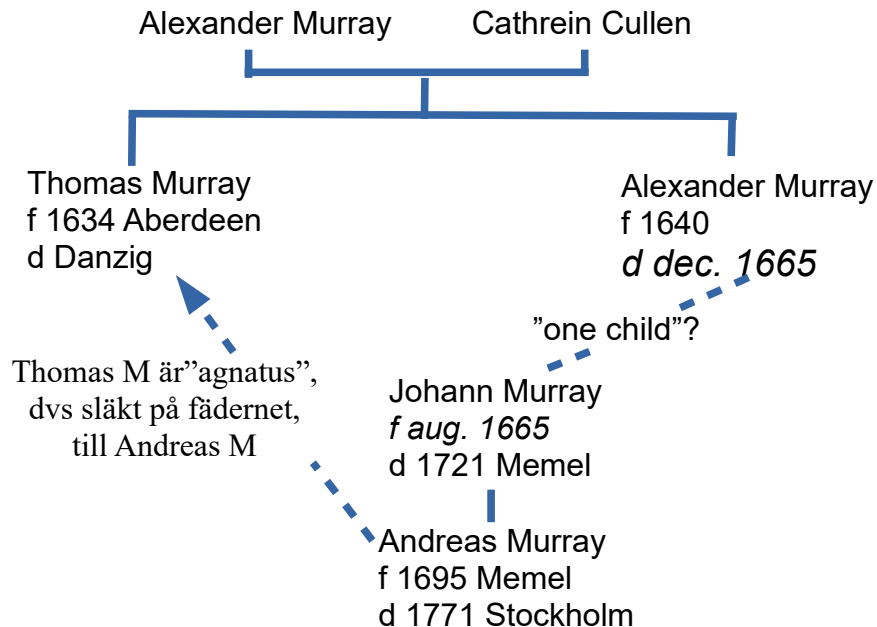 Alexander Murray
Cathrein Cullen
Thomas Murray
f 1634 Aberdeen
d Danzig
Alexander Murray
f 1640
d dec. 1665
”one child”?
Thomas M är”agnatus”,
dvs släkt på fädernet,
till Andreas M
Johann Murray
f aug. 1665
d 1721 Memel
Andreas Murray
f 1695 Memel
d 1771 Stockholm